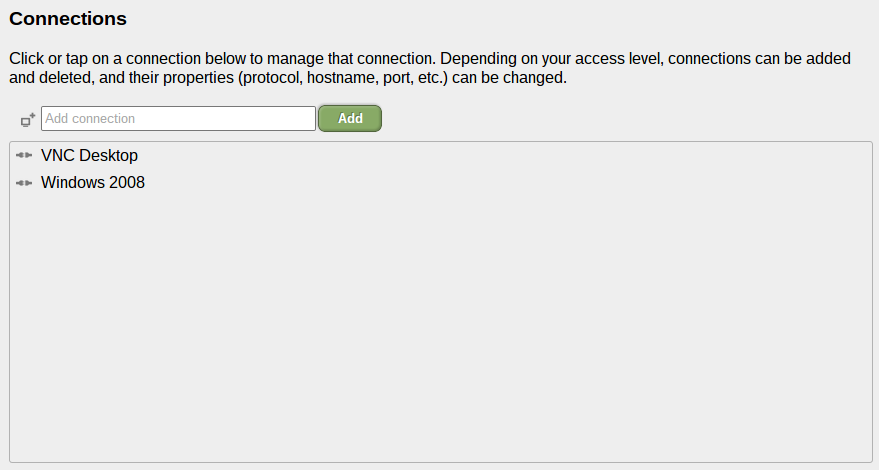 Connections
Click or tap on a connection below to manage that connection. Depending on your access level, connections can be added
and deleted, and their properties (protocol, hostname, port, etc.) can be changed.
Add connection
Add
VNC Desktop
Windows 2008